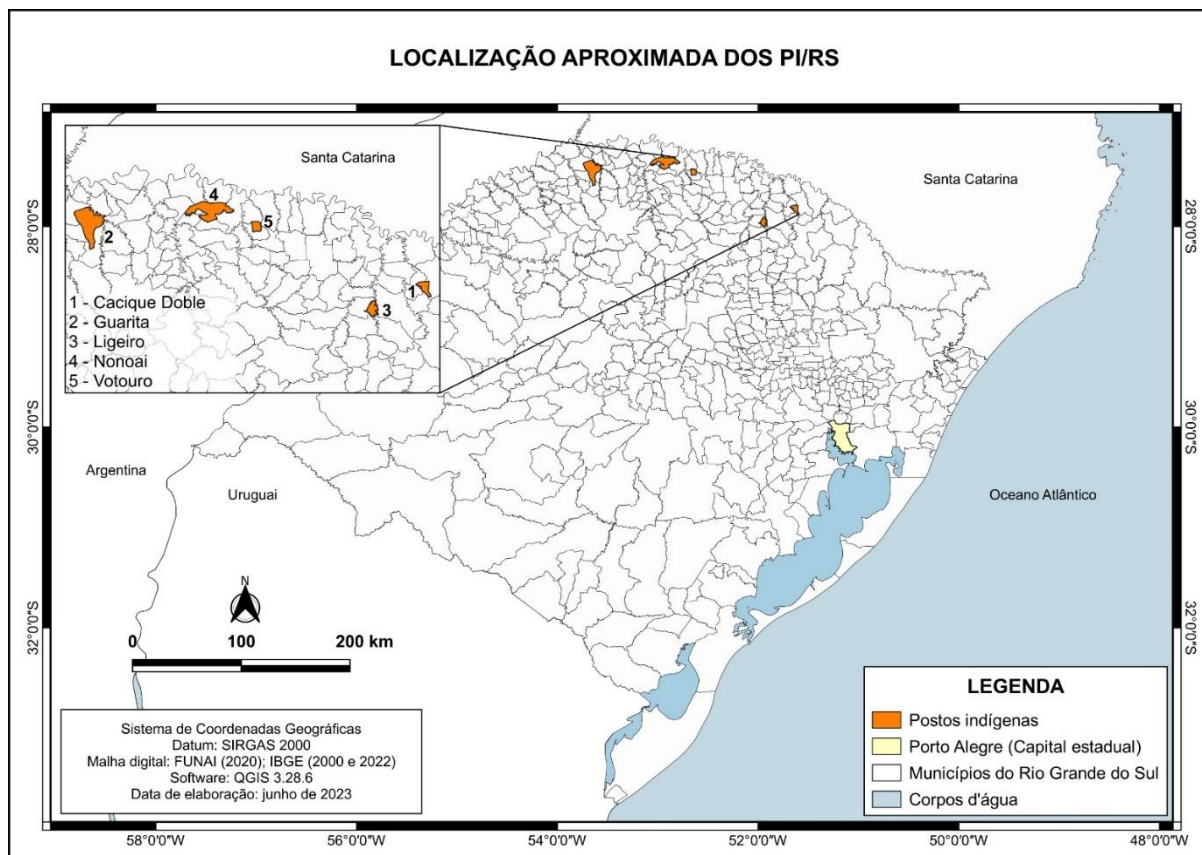 LOCALIZAÇÃO APROXIMADA DOS PI/RS
Santa Catarina
4
5
2
1
3
1 - Cacique Doble
2 - Guarita
3 - Ligeiro
4 - Nonoai
5 - Votouro
Santa Catarina
Argentina
Uruguai
Oceano Atlântico
28°0'0"S
30°0'0"S
32°0'0"S
28°0'0"S
30°0'0"S
32°0'0"S
N
0 100 200 km
Sistema de Coordenadas Geográficas
Datum: SIRGAS 2000
Malha digital: FUNAI (2020); IBGE (2000 e 2022)
Software: QGIS 3.28.6
Data de elaboração: junho de 2023
LEGENDA
Postos indígenas
Porto Alegre (Capital estadual)
Municípios do Rio Grande do Sul
Corpos d'água
58°0'0"W 56°0'0"W 54°0'0"W 52°0'0"W 50°0'0"W 48°0'0"W